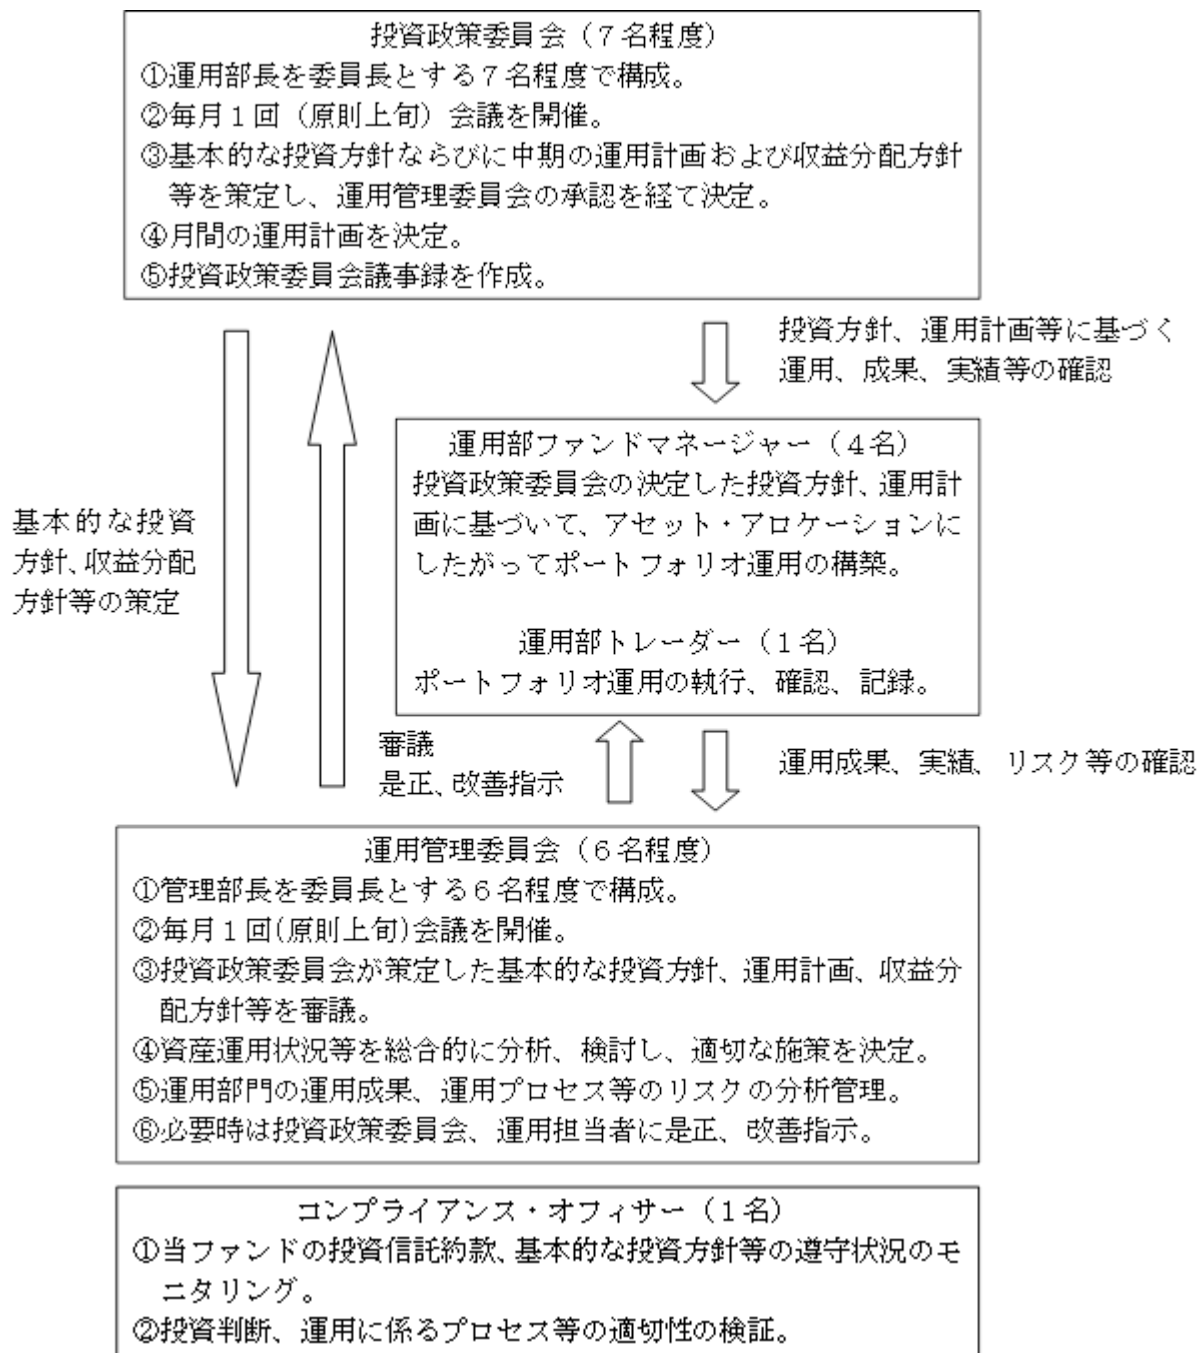 投資政策委員会（７名程度）
①運用部長を委員長とする７名程度で構成。
②毎月１回（原則上旬）会議を開催。
③基本的な投資方針ならびに中期の運用計画および収益分配方針
等を策定し、運用管理委員会の承認を経て決定。
④月間の運用計画を決定。
⑤投資政策委員会議事録を作成。
投資方針、運用計画等に基づく
運用、成果、実績等の確認
運用部ファンドマネージャー（４名）
投資政策委員会の決定した投資方針、運用計
画に基づいて、アセット・アロケーションに
したがってポートフォリオ運用の構築。
運用部トレーダー（１名）
ポートフォリオ運用の執行、確認、記録。
基本的な投資
方針、収益分配
方針等の策定
審議
是正、改善指示
運用成果、実績、リスク等の確認
運用管理委員会（６名程度）
①管理部長を委員長とする６名程度で構成。
②毎月１回(原則上旬)会議を開催。
③投資政策委員会が策定した基本的な投資方針、運用計画、収益分
配方針等を審議。
④資産運用状況等を総合的に分析、検討し、適切な施策を決定。
⑤運用部門の運用成果、運用プロセス等のリスクの分析管理。
⑥必要時は投資政策委員会、運用担当者に是正、改善指示。
コンプライアンス・オフィサー（１名）
①当ファンドの投資信託約款、基本的な投資方針等の遵守状況のモ
ニタリング。
②投資判断、運用に係るプロセス等の適切性の検証。